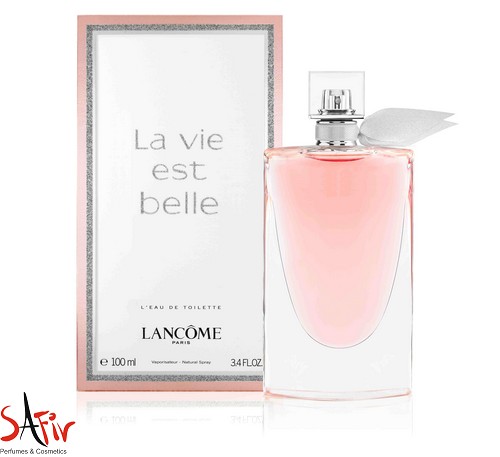 La vie
est
belle
L'EAU DE TOILETTE
LANCÔME
PARIS
e 100 ml Vaporisateur - Natural Spray 3.4 FL.OZ.
SAFir
Perfumes & Cosmetics